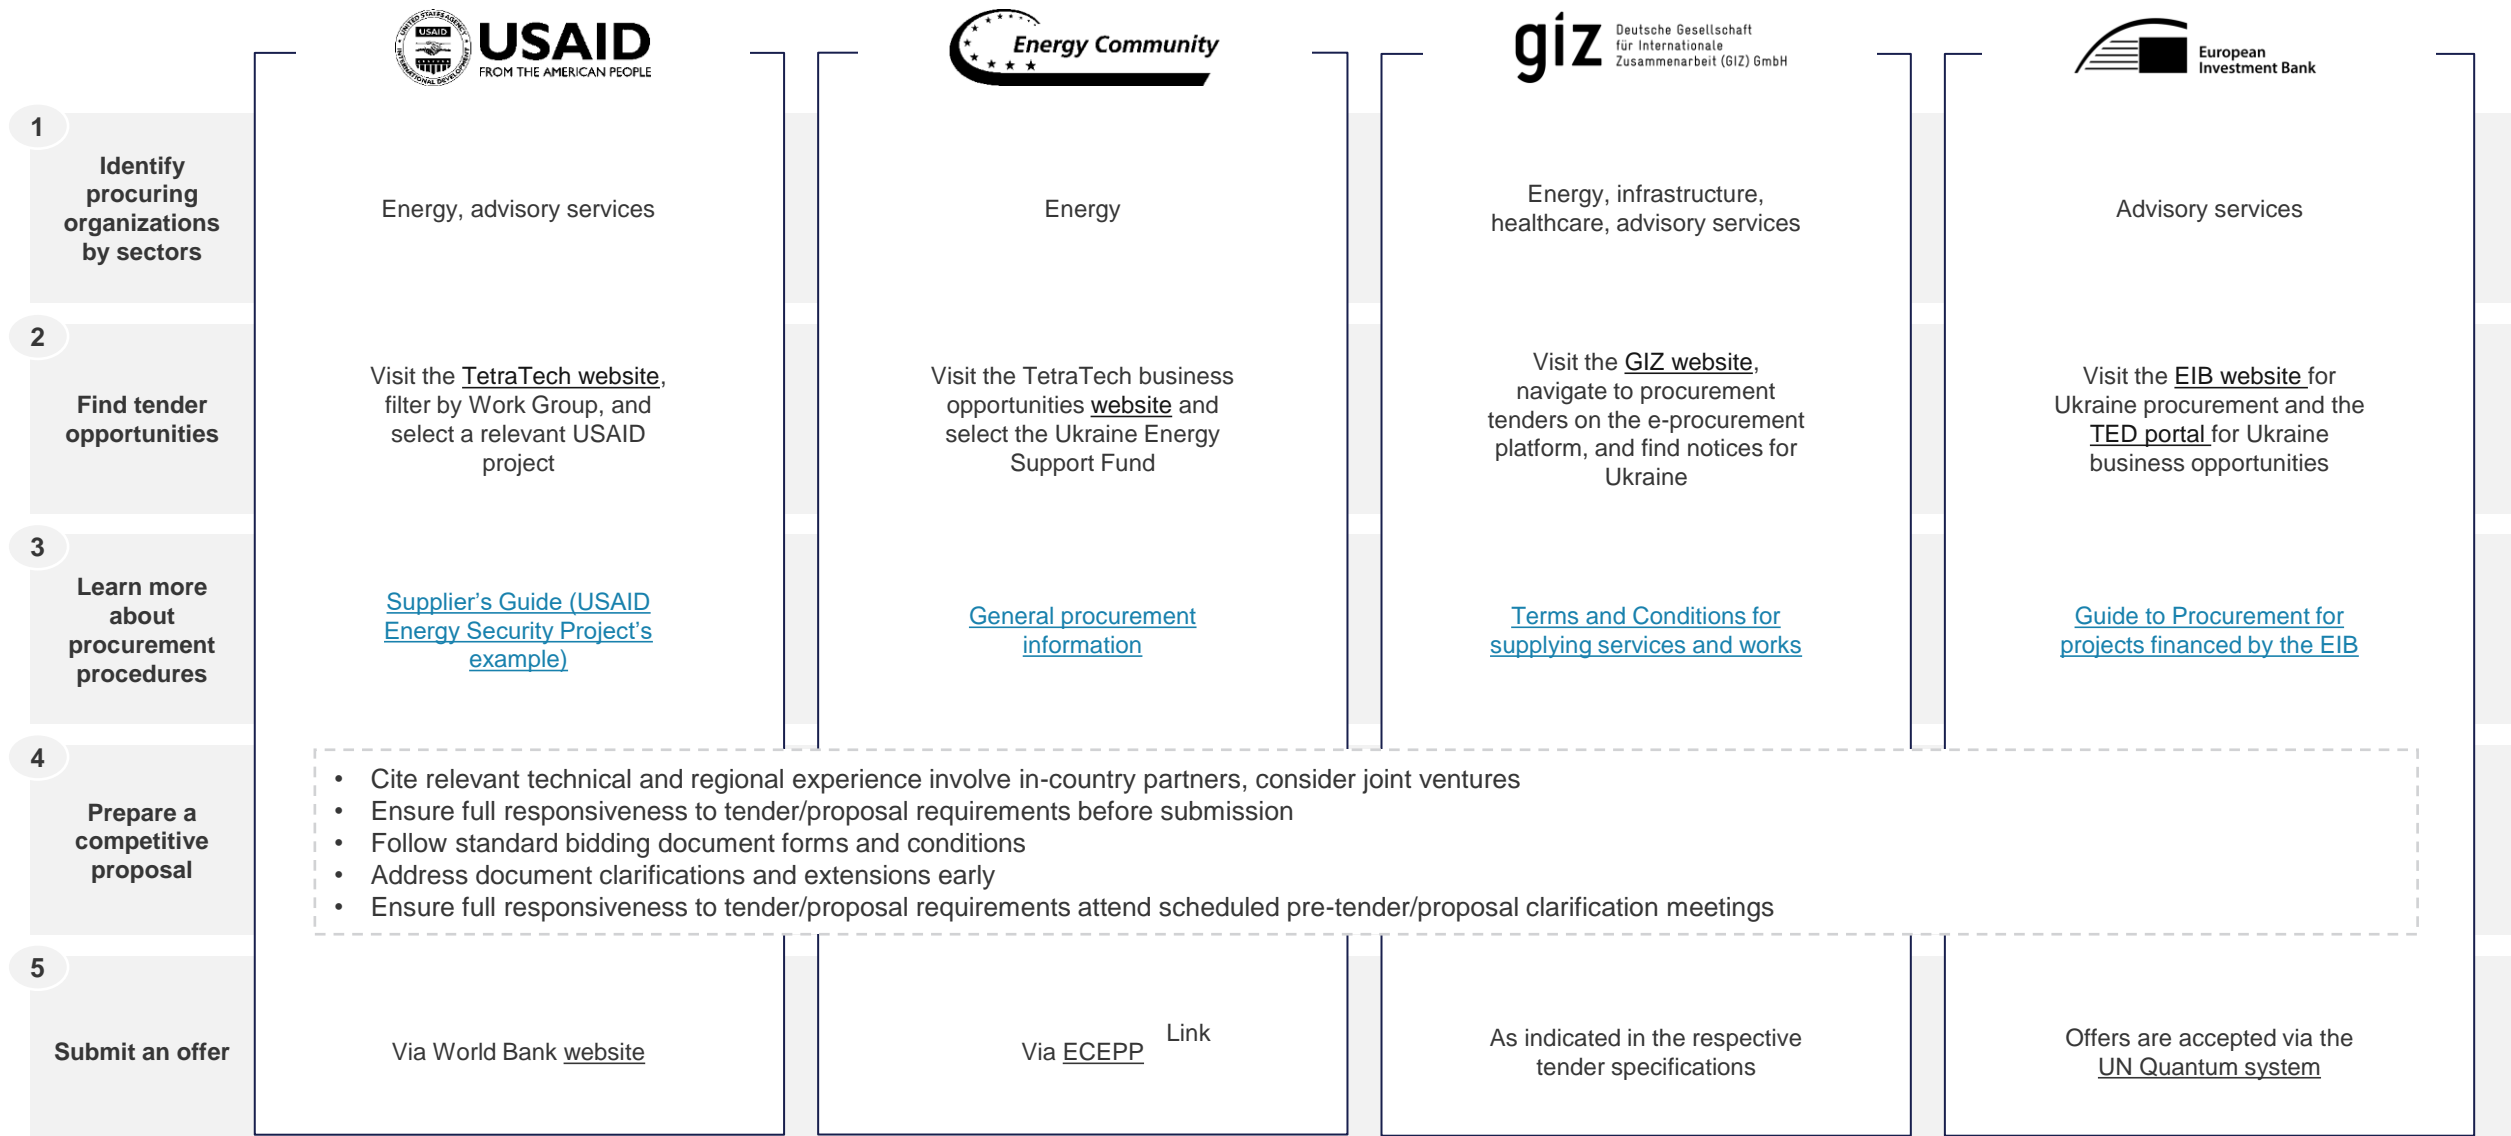 USAID
FROM THE AMERICAN PEOPLE
Energy Community
giz
Deutsche Gesellschaft
für Internationale
Zusammenarbeit (GIZ) GmbH
European
Investment Bank
1
Identify
procuring
organizations
by sectors
Energy, advisory services
Energy
Energy, infrastructure,
healthcare, advisory services
Advisory services
2
Find tender
opportunities
Visit the TetraTech website,
filter by Work Group, and
select a relevant USAID
project
Visit the TetraTech business
opportunities website and
select the Ukraine Energy
Support Fund
Visit the GIZ website,
navigate to procurement
tenders on the e-procurement
platform, and find notices for
Ukraine
Visit the EIB website for
Ukraine procurement and the
TED portal for Ukraine
business opportunities
3
Learn more
about
procurement
procedures
Supplier’s Guide (USAID
Energy Security Project’s
example)
General procurement
information
Terms and Conditions for
supplying services and works
Guide to Procurement for
projects financed by the EIB
4
Prepare a
competitive
proposal
• Cite relevant technical and regional experience involve in-country partners, consider joint ventures
• Ensure full responsiveness to tender/proposal requirements before submission
• Follow standard bidding document forms and conditions
• Address document clarifications and extensions early
• Ensure full responsiveness to tender/proposal requirements attend scheduled pre-tender/proposal clarification meetings
5
Submit an offer
Via World Bank website
Via ECEPP
Link
As indicated in the respective
tender specifications
Offers are accepted via the
UN Quantum system